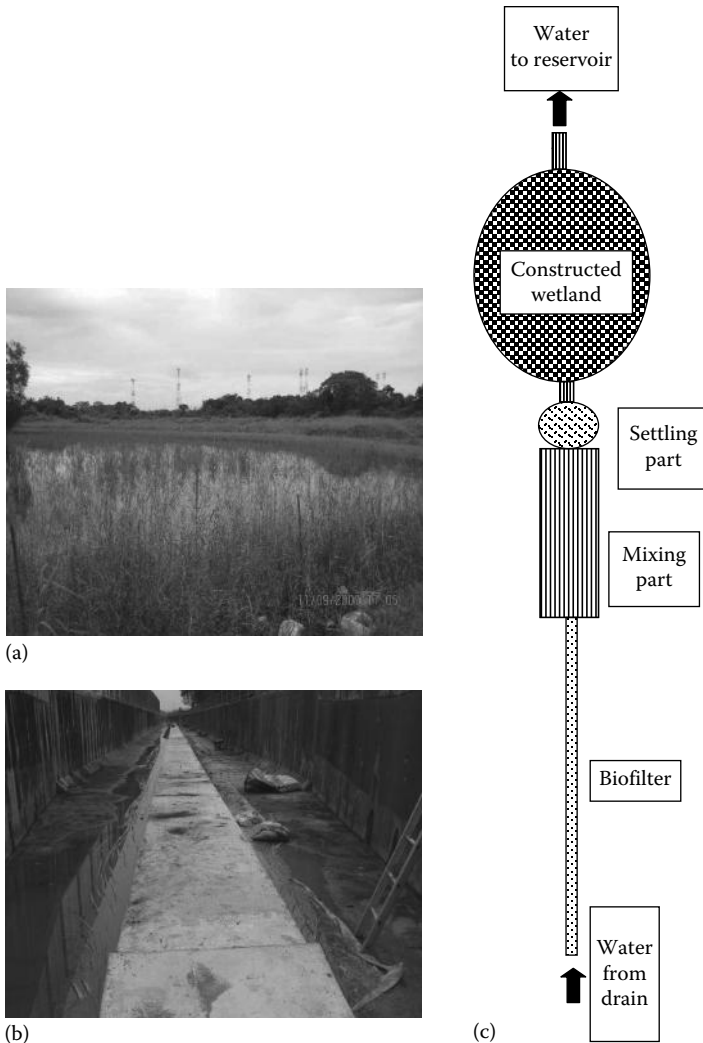 Water
to reservoir
Constructed
wetland
Settling
part
Mixing
part
Biofilter
Water
from
drain
(a)
(b)
(c)